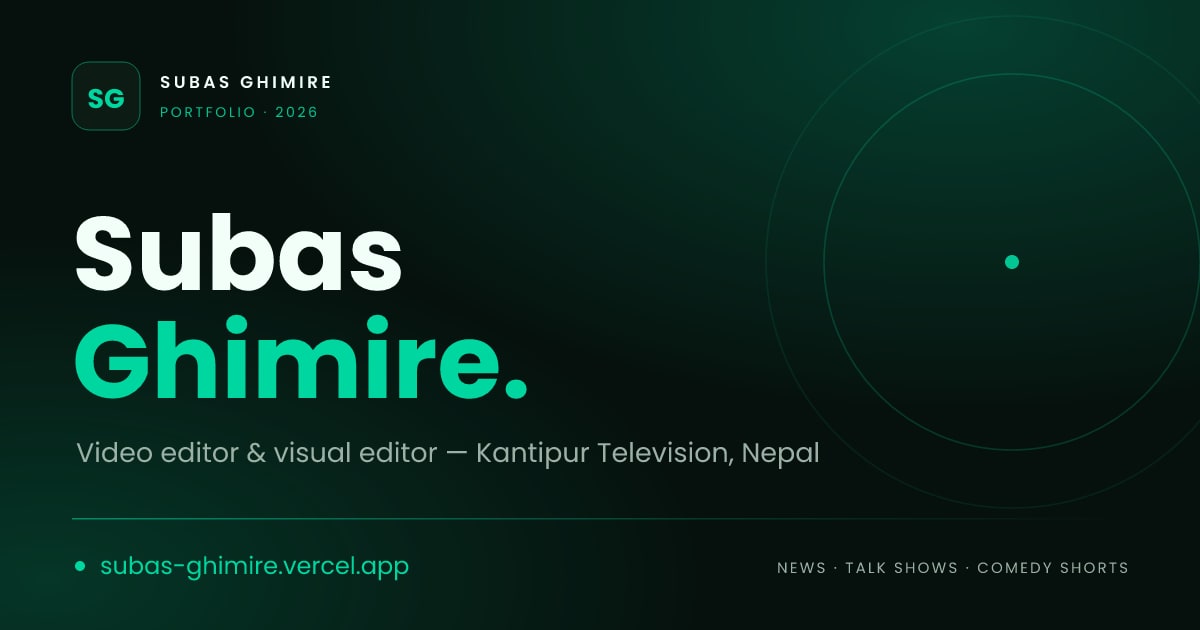 SG
SUBAS GHIMIRE
PORTFOLIO · 2026
Subas
Ghimire.
Video editor & visual editor — Kantipur Television, Nepal
subas-ghimire.vercel.app
NEWS · TALK SHOWS · COMEDY SHORTS